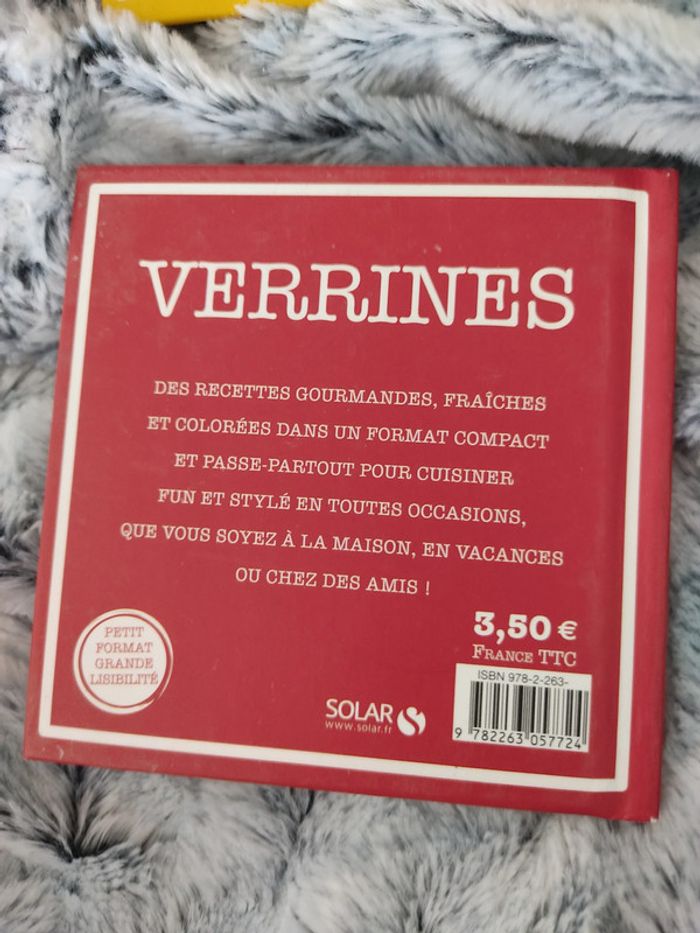 VERRINES
DES RECETTES GOURMANDES, FRAÎCHES
ET COLORÉES DANS UN FORMAT COMPACT
ET PASSE-PARTOUT POUR CUISINER
FUN ET STYLÉ EN TOUTES OCCASIONS,
QUE VOUS SOYEZ À LA MAISON, EN VACANCES
OU CHEZ DES AMIS !
PETIT
FORMAT
GRANDE
LISIBILITÉ
3,50 €
FRANCE TTC
ISBN 978-2-263-
9 782263 057724
SOLAR
www.solar.fr